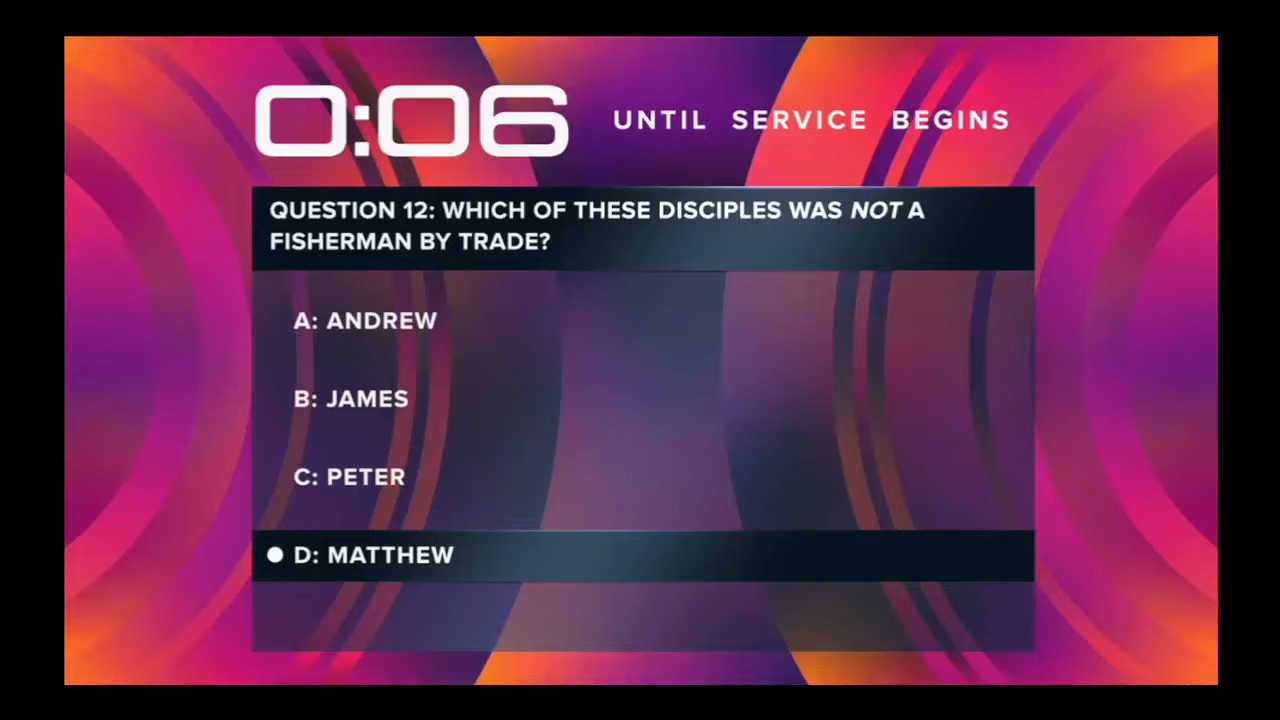 0:06 UNTIL SERVICE BEGINS
QUESTION 12: WHICH OF THESE DISCIPLES WAS NOT A
FISHERMAN BY TRADE?
A: ANDREW
B: JAMES
C: PETER
D: MATTHEW